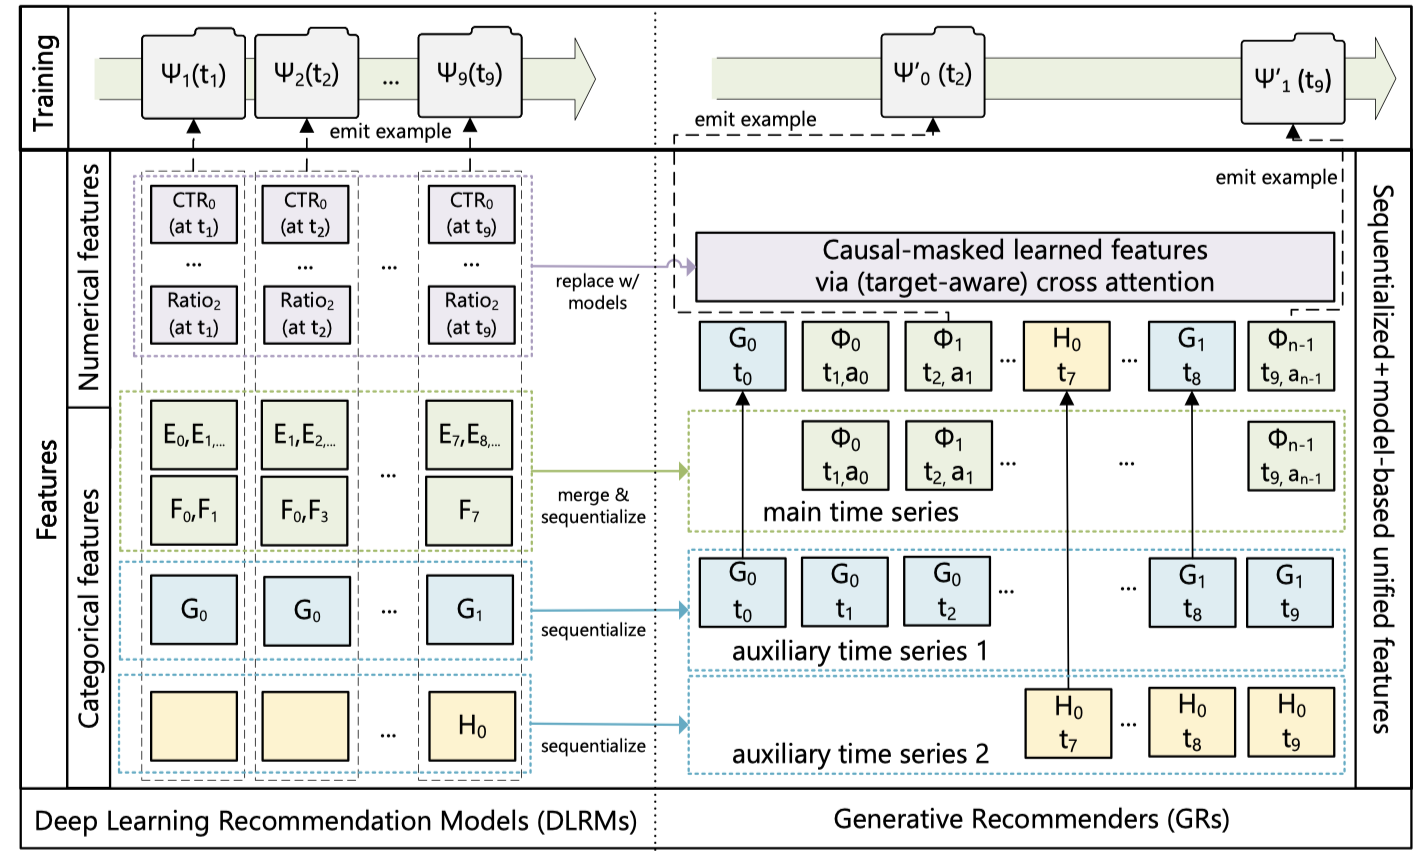 Training
Ψ₁(t₁)
Ψ₂(t₂)
...
Ψ₉(t₉)
emit example
Ψ'₀ (t₂)
Ψ'₁ (t₉)
emit example
emit example
Features
Numerical features
CTR₀
(at t₁)
...
Ratio₂
(at t₁)
CTR₀
(at t₂)
...
Ratio₂
(at t₂)
...
CTR₀
(at t₉)
...
Ratio₂
(at t₉)
replace w/
models
Causal-masked learned features
via (target-aware) cross attention
G₀
t₀
Φ₀
t₁,a₀
Φ₁
t₂, a₁
...
H₀
t₇
...
G₁
t₈
Φₙ₋₁
t₉, aₙ₋₁
Categorical features
E₀,E₁,...
F₀,F₁
E₁,E₂,...
F₀,F₃
...
E₇,E₈,...
F₇
merge &
sequentialize
Φ₀
t₁,a₀
Φ₁
t₂, a₁
...
...
Φₙ₋₁
t₉, aₙ₋₁
main time series
G₀
G₀
...
G₁
sequentialize
G₀
t₀
G₀
t₁
G₀
t₂
...
...
G₁
t₈
G₁
t₉
auxiliary time series 1
...
H₀
sequentialize
H₀
t₇
...
H₀
t₈
H₀
t₉
auxiliary time series 2
Sequentialized+model-based unified features
Deep Learning Recommendation Models (DLRMs)
Generative Recommenders (GRs)